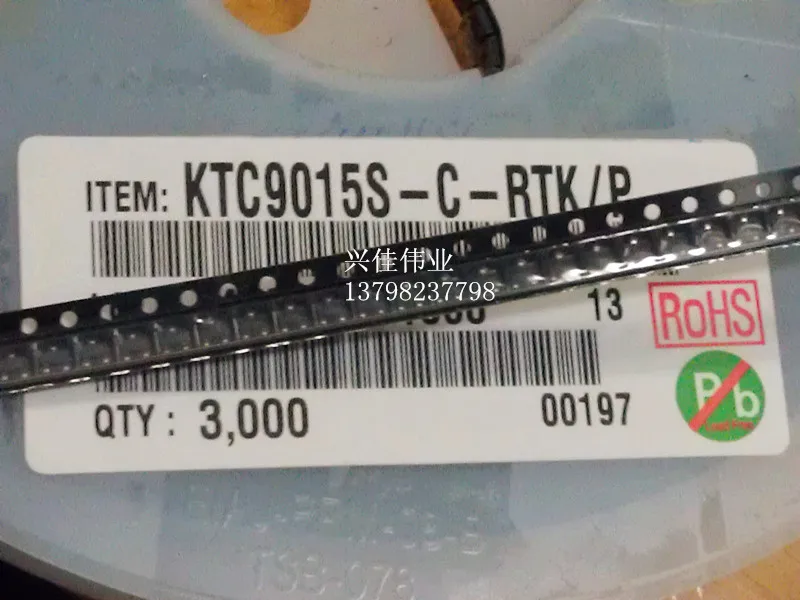 ITEM: KTC9015S-C-RTK/P
兴佳伟业
13798237798
13
RoHS
Pb
QTY : 3,000
00197